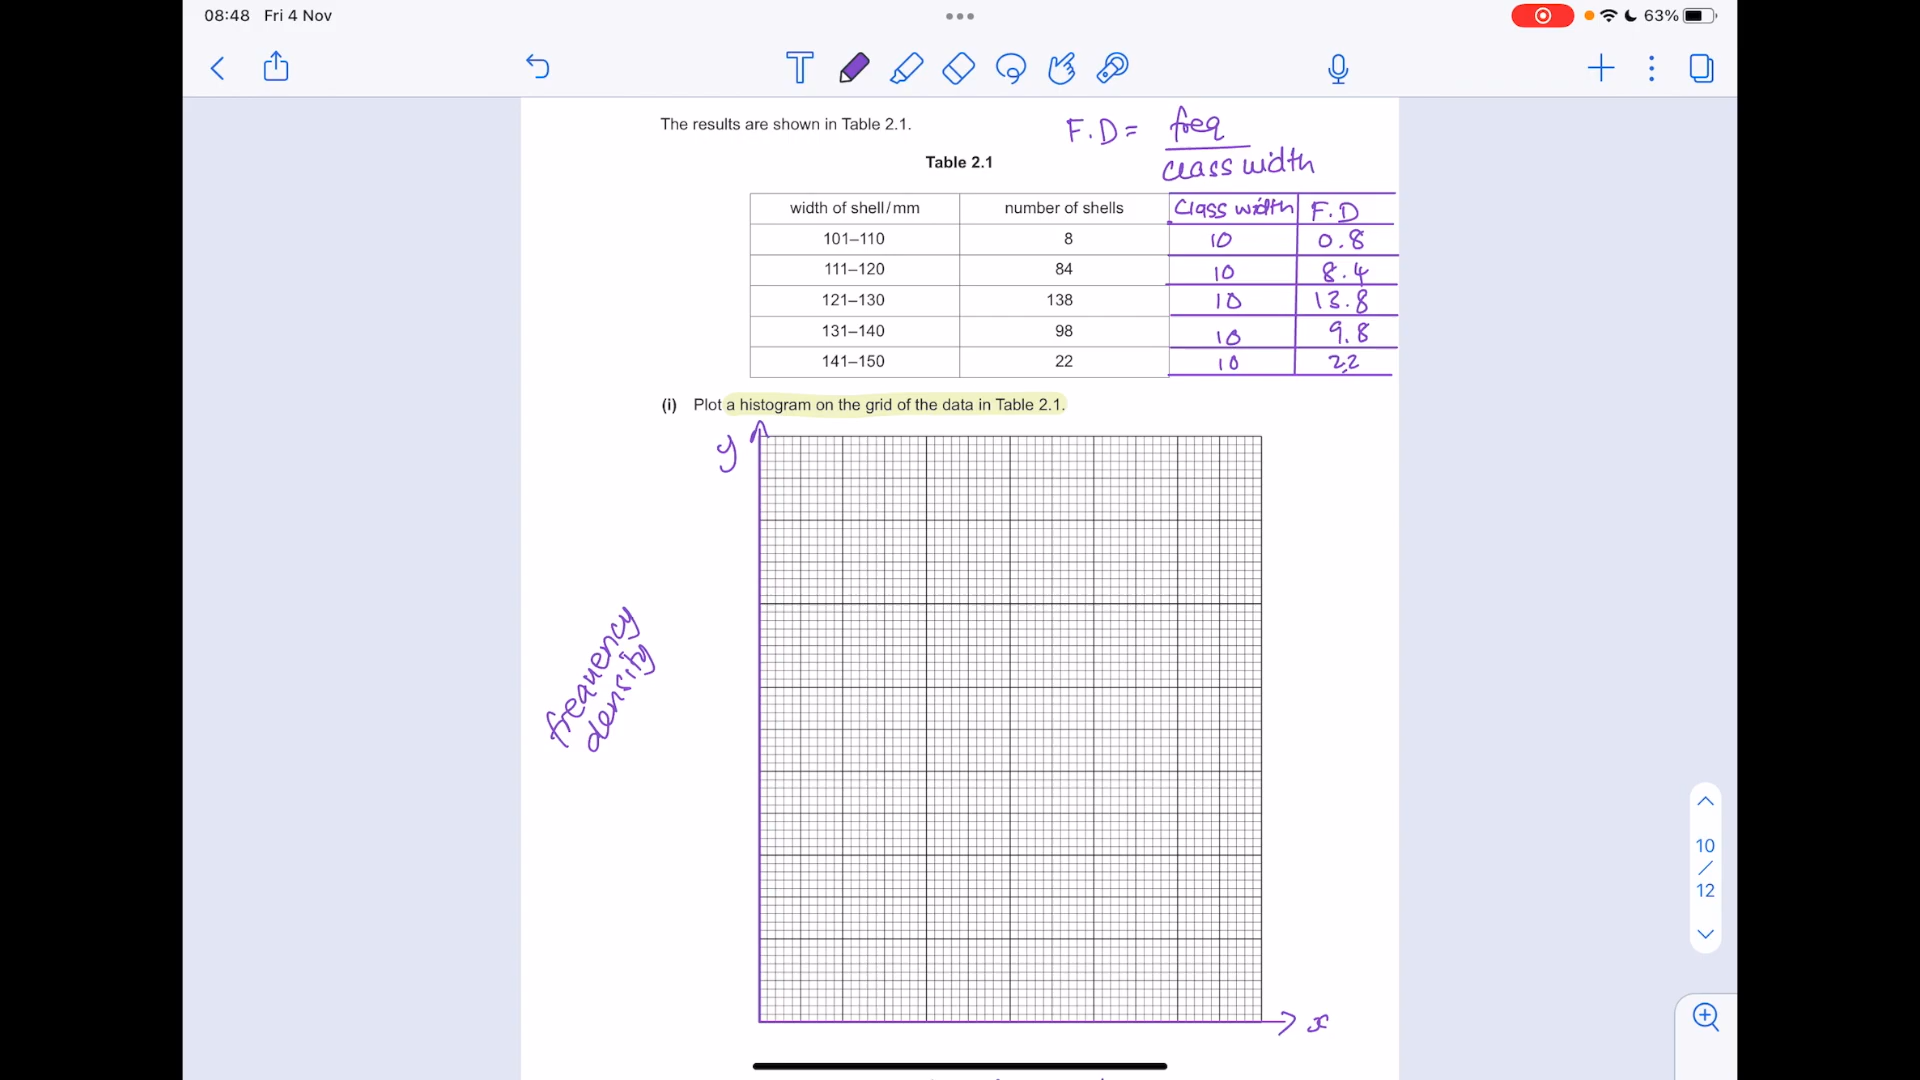 08:48 Fri 4 Nov
63%
The results are shown in Table 2.1.
F.D = freq
class width
Table 2.1
width of shell/mm number of shells Class width F.D
101–110 8 10 0.8
111–120 84 10 8.4
121–130 138 10 13.8
131–140 98 10 9.8
141–150 22 10 2.2
(i) Plot a histogram on the grid of the data in Table 2.1.
y
frequency
density
x
10
/
12